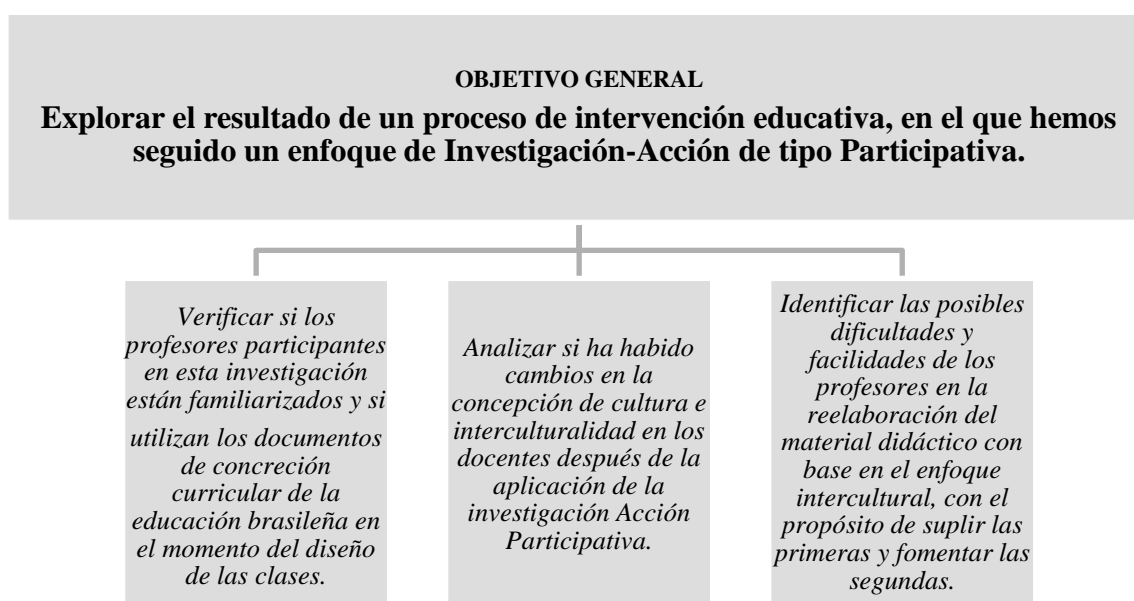 OBJETIVO GENERAL
Explorar el resultado de un proceso de intervención educativa, en el que hemos
seguido un enfoque de Investigación-Acción de tipo Participativa.
Verificar si los
profesores participantes
en esta investigación
están familiarizados y si
utilizan los documentos
de concreción
curricular de la
educación brasileña en
el momento del diseño
de las clases.
Analizar si ha habido
cambios en la
concepción de cultura e
interculturalidad en los
docentes después de la
aplicación de la
investigación Acción
Participativa.
Identificar las posibles
dificultades y
facilidades de los
profesores en la
reelaboración del
material didáctico con
base en el enfoque
intercultural, con el
propósito de suplir las
primeras y fomentar las
segundas.